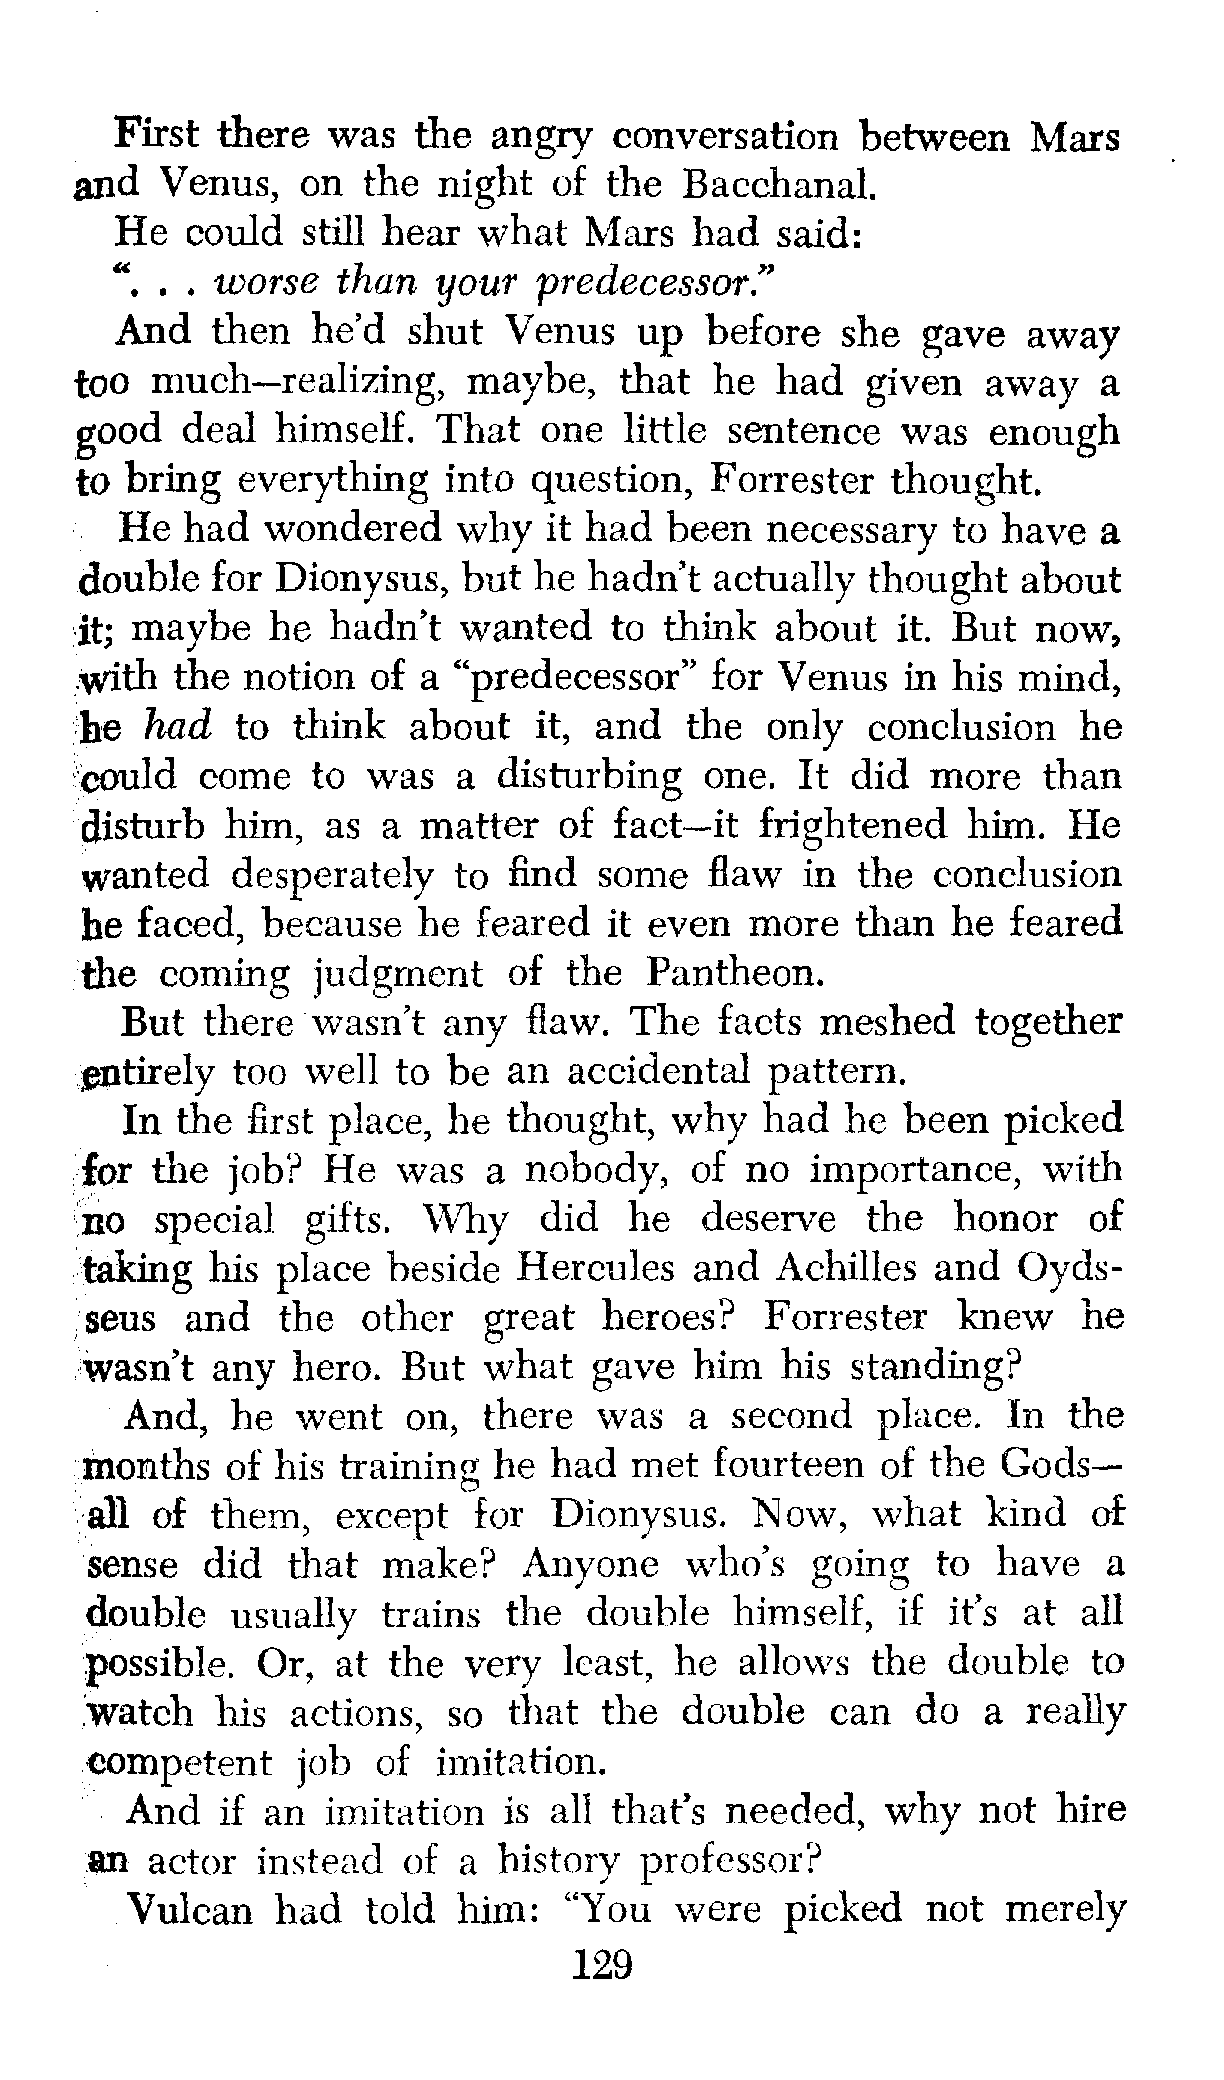 First there was the angry conversation between Mars
and Venus, on the night of the Bacchanal.
He could still hear what Mars had said:
“. . . worse than your predecessor.”
And then he’d shut Venus up before she gave away
too much—realizing, maybe, that he had given away a
good deal himself. That one little sentence was enough
to bring everything into question, Forrester thought.
He had wondered why it had been necessary to have a
double for Dionysus, but he hadn’t actually thought about
it; maybe he hadn’t wanted to think about it. But now,
with the notion of a “predecessor” for Venus in his mind,
he had to think about it, and the only conclusion he
could come to was a disturbing one. It did more than
disturb him, as a matter of fact—it frightened him. He
wanted desperately to find some flaw in the conclusion
he faced, because he feared it even more than he feared
the coming judgment of the Pantheon.
But there wasn’t any flaw. The facts meshed together
entirely too well to be an accidental pattern.
In the first place, he thought, why had he been picked
for the job? He was a nobody, of no importance, with
no special gifts. Why did he deserve the honor of
taking his place beside Hercules and Achilles and Oyds-
seus and the other great heroes? Forrester knew he
wasn’t any hero. But what gave him his standing?
And, he went on, there was a second place. In the
months of his training he had met fourteen of the Gods—
all of them, except for Dionysus. Now, what kind of
sense did that make? Anyone who’s going to have a
double usually trains the double himself, if it’s at all
possible. Or, at the very least, he allows the double to
watch his actions, so that the double can do a really
competent job of imitation.
And if an imitation is all that’s needed, why not hire
an actor instead of a history professor?
Vulcan had told him: “You were picked not merely
129